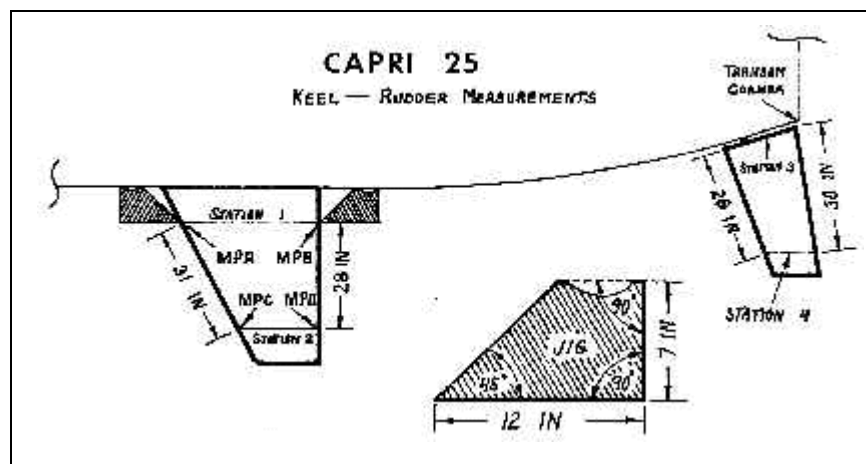 CAPRI 25
KEEL — RUDDER MEASUREMENTS
TRANSOM
CORNER
STATION 3
STATION 1
MPA MPB
28 IN
30 IN
31 IN
28 IN
MPC MPD
STATION 2
STATION 4
JIG
90°
45° 90°
7 IN
12 IN